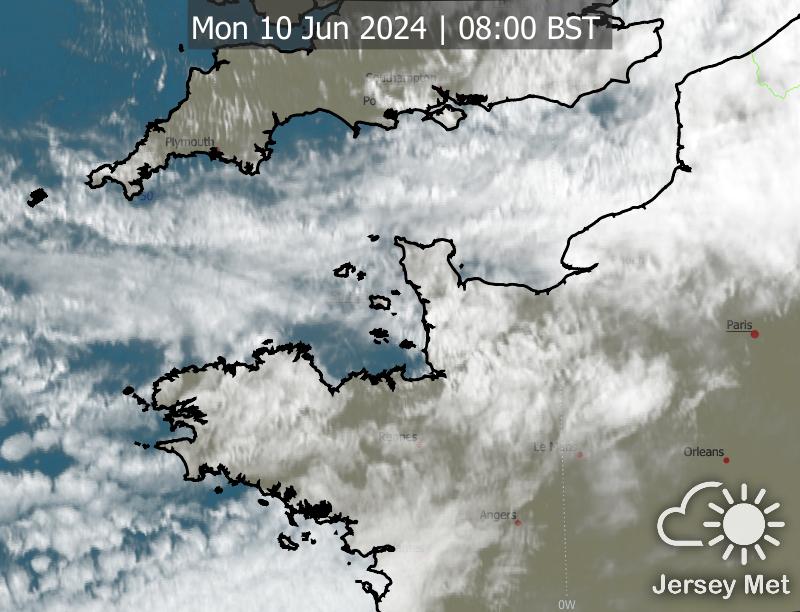 Mon 10 Jun 2024 | 08:00 BST
Southampton
Po
Plymouth
50
Paris
Rennes
Le Mans
Orleans
Angers
Jersey Met
0W